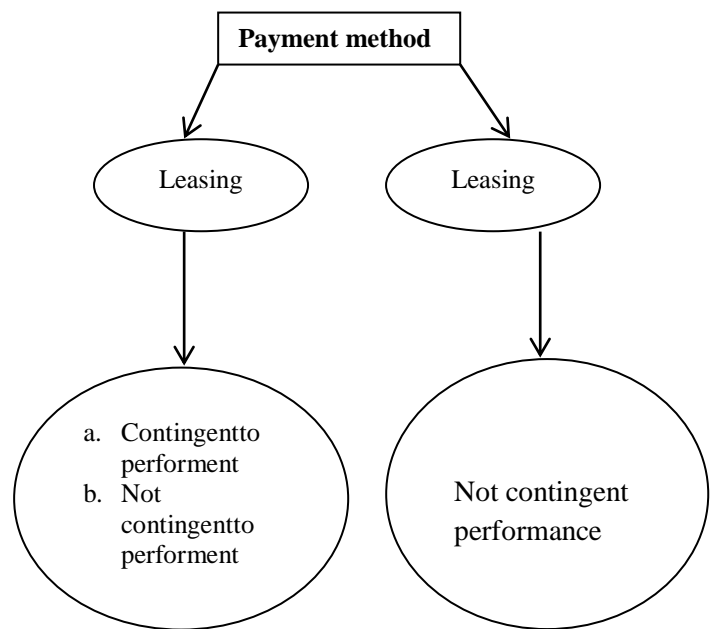 Payment method
Leasing
Leasing
a. Contingentto
performent
b. Not
contingentto
performent
Not contingent
performance